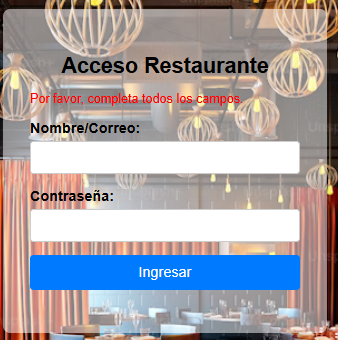 Acceso Restaurante
Por favor, completa todos los campos.
Nombre/Correo:
Contraseña:
Ingresar